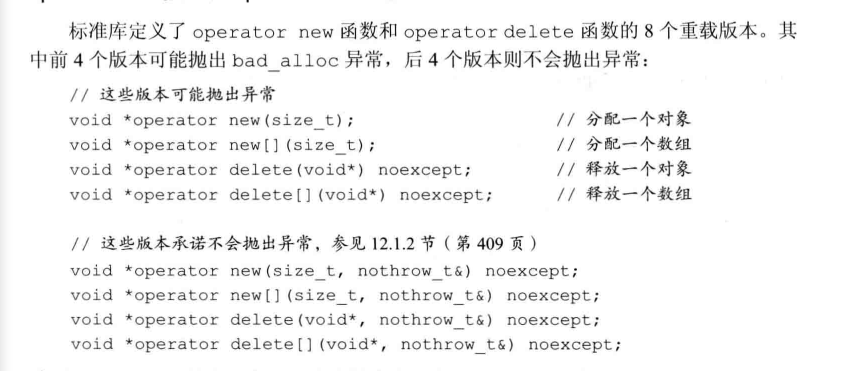 标准库定义了 operator new 函数和 operator delete 函数的 8 个重载版本。其
中前 4 个版本可能抛出 bad_alloc 异常，后 4 个版本则不会抛出异常：
// 这些版本可能抛出异常
void *operator new(size_t);　　　　// 分配一个对象
void *operator new[](size_t);　　　　// 分配一个数组
void *operator delete(void*) noexcept;　　　　// 释放一个对象
void *operator delete[](void*) noexcept;　　　　// 释放一个数组
// 这些版本承诺不会抛出异常，参见 12.1.2 节（第 409 页）
void *operator new(size_t, nothrow_t&) noexcept;
void *operator new[](size_t, nothrow_t&) noexcept;
void *operator delete(void*, nothrow_t&) noexcept;
void *operator delete[](void*, nothrow_t&) noexcept;